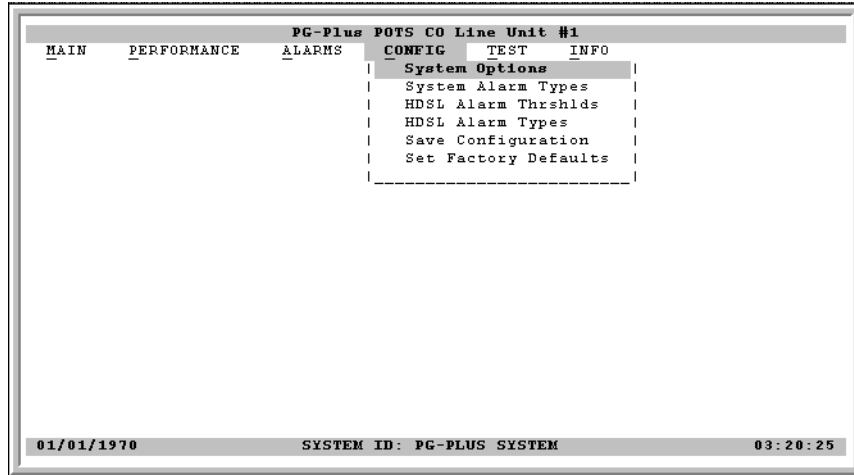 PG-Plus POTS CO Line Unit #1
MAIN PERFORMANCE ALARMS CONFIG TEST INFO
System Options
System Alarm Types
HDSL Alarm Thrshlds
HDSL Alarm Types
Save Configuration
Set Factory Defaults
01/01/1970 SYSTEM ID: PG-PLUS SYSTEM 03:20:25